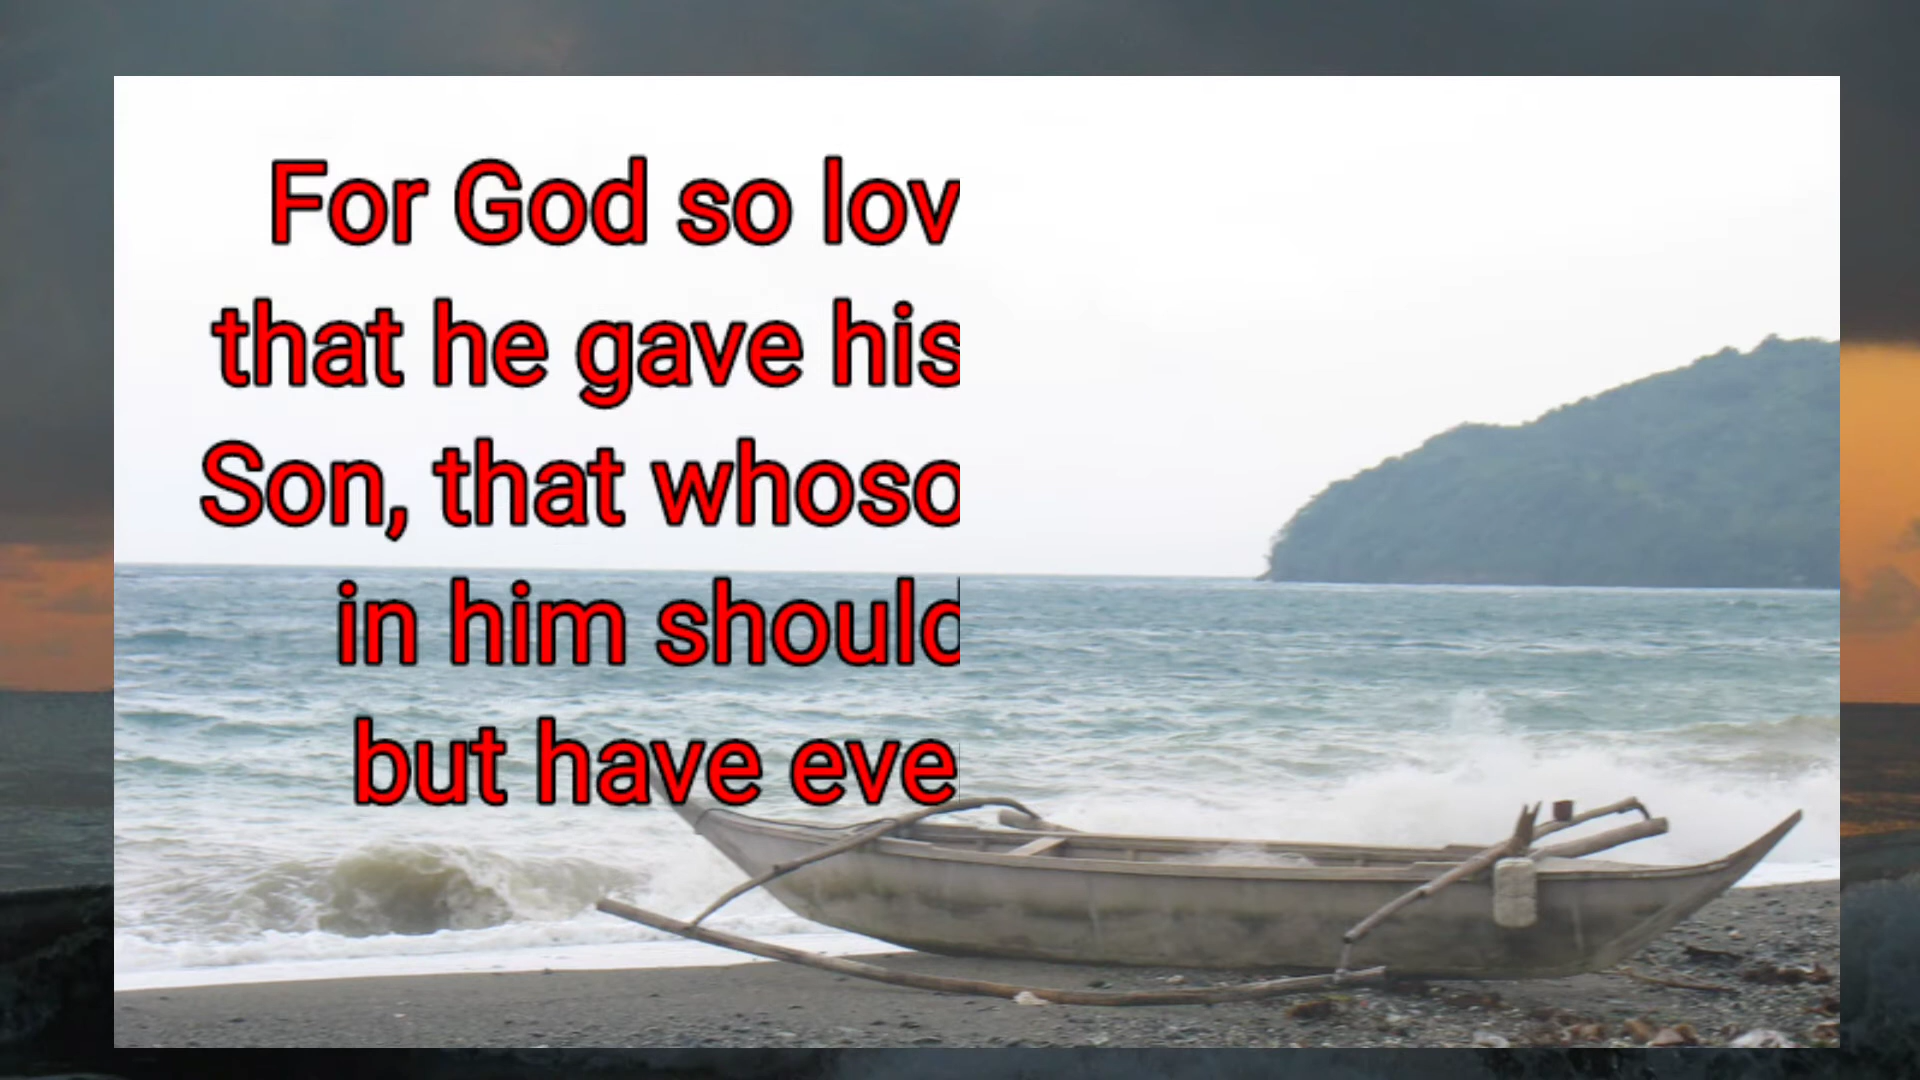 For God so lov
that he gave his
Son, that whoso
in him should
but have eve